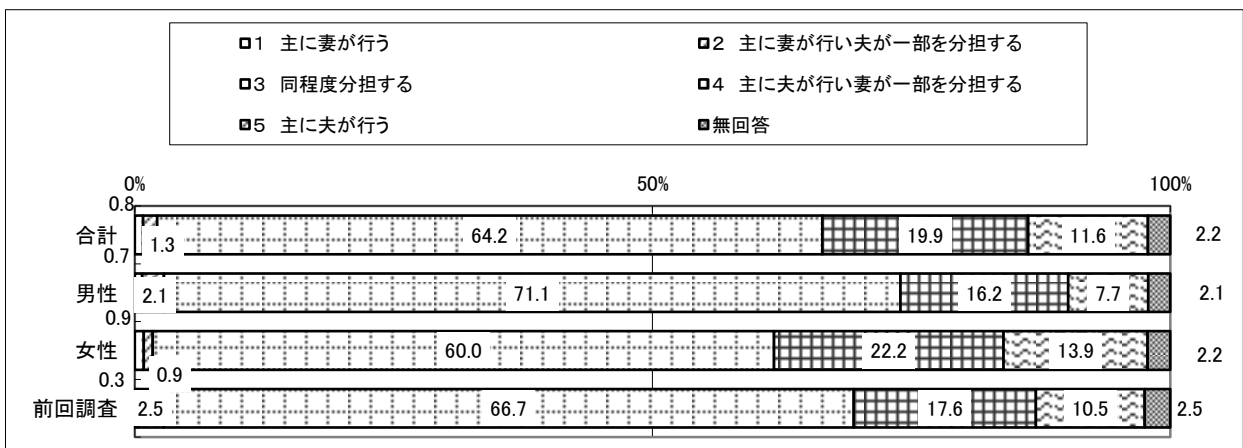 1 主に妻が行う 2 主に妻が行い夫が一部を分担する
3 同程度分担する 4 主に夫が行い妻が一部を分担する
5 主に夫が行う 無回答
0% 50% 100%
0.8
合計 1.3 64.2 19.9 11.6 2.2
0.7
男性 2.1 71.1 16.2 7.7 2.1
0.9
女性 0.9 60.0 22.2 13.9 2.2
0.3
前回調査 2.5 66.7 17.6 10.5 2.5